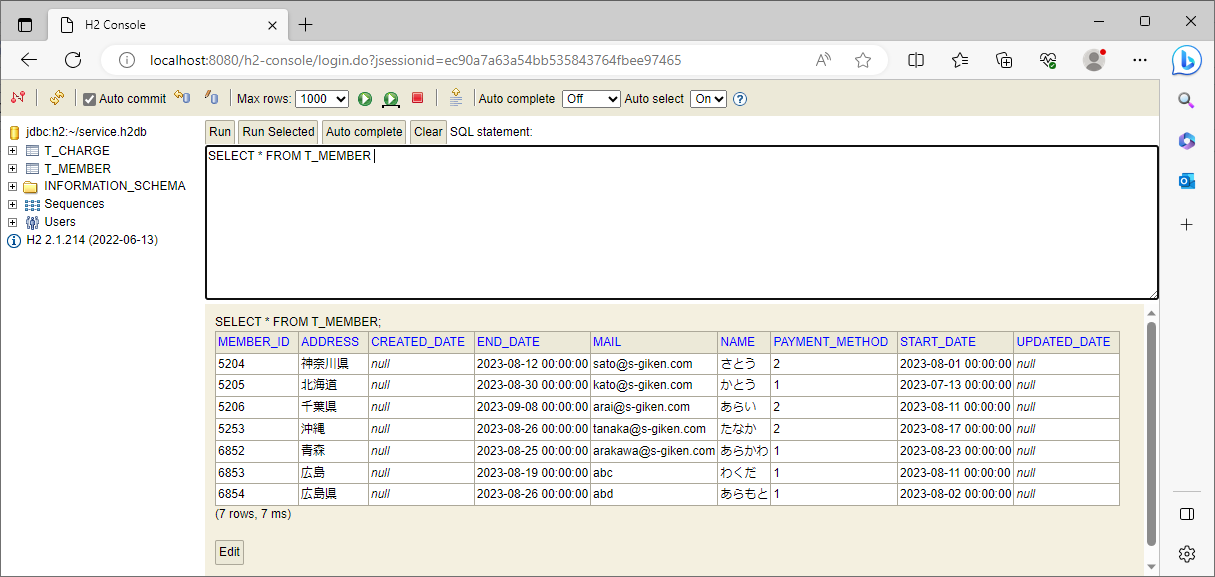 H2 Console
localhost:8080/h2-console/login.do?jsessionid=ec90a7a63a54bb535843764fbee97465
Auto commit Max rows: 1000 Auto complete Off Auto select On ?
jdbc:h2:~/service.h2db
T_CHARGE
T_MEMBER
INFORMATION_SCHEMA
Sequences
Users
H2 2.1.214 (2022-06-13)
Run Run Selected Auto complete Clear SQL statement:
SELECT * FROM T_MEMBER
SELECT * FROM T_MEMBER;
MEMBER_ID ADDRESS CREATED_DATE END_DATE MAIL NAME PAYMENT_METHOD START_DATE UPDATED_DATE
5204 神奈川県 null 2023-08-12 00:00:00 sato@s-giken.com さとう 2 2023-08-01 00:00:00 null
5205 北海道 null 2023-08-30 00:00:00 kato@s-giken.com かとう 1 2023-07-13 00:00:00 null
5206 千葉県 null 2023-09-08 00:00:00 arai@s-giken.com あらい 2 2023-08-11 00:00:00 null
5253 沖縄 null 2023-08-26 00:00:00 tanaka@s-giken.com たなか 2 2023-08-17 00:00:00 null
6852 青森 null 2023-08-25 00:00:00 arakawa@s-giken.com あらかわ 1 2023-08-23 00:00:00 null
6853 広島 null 2023-08-19 00:00:00 abc わくだ 1 2023-08-11 00:00:00 null
6854 広島県 null 2023-08-26 00:00:00 abd あらもと 1 2023-08-02 00:00:00 null
(7 rows, 7 ms)
Edit